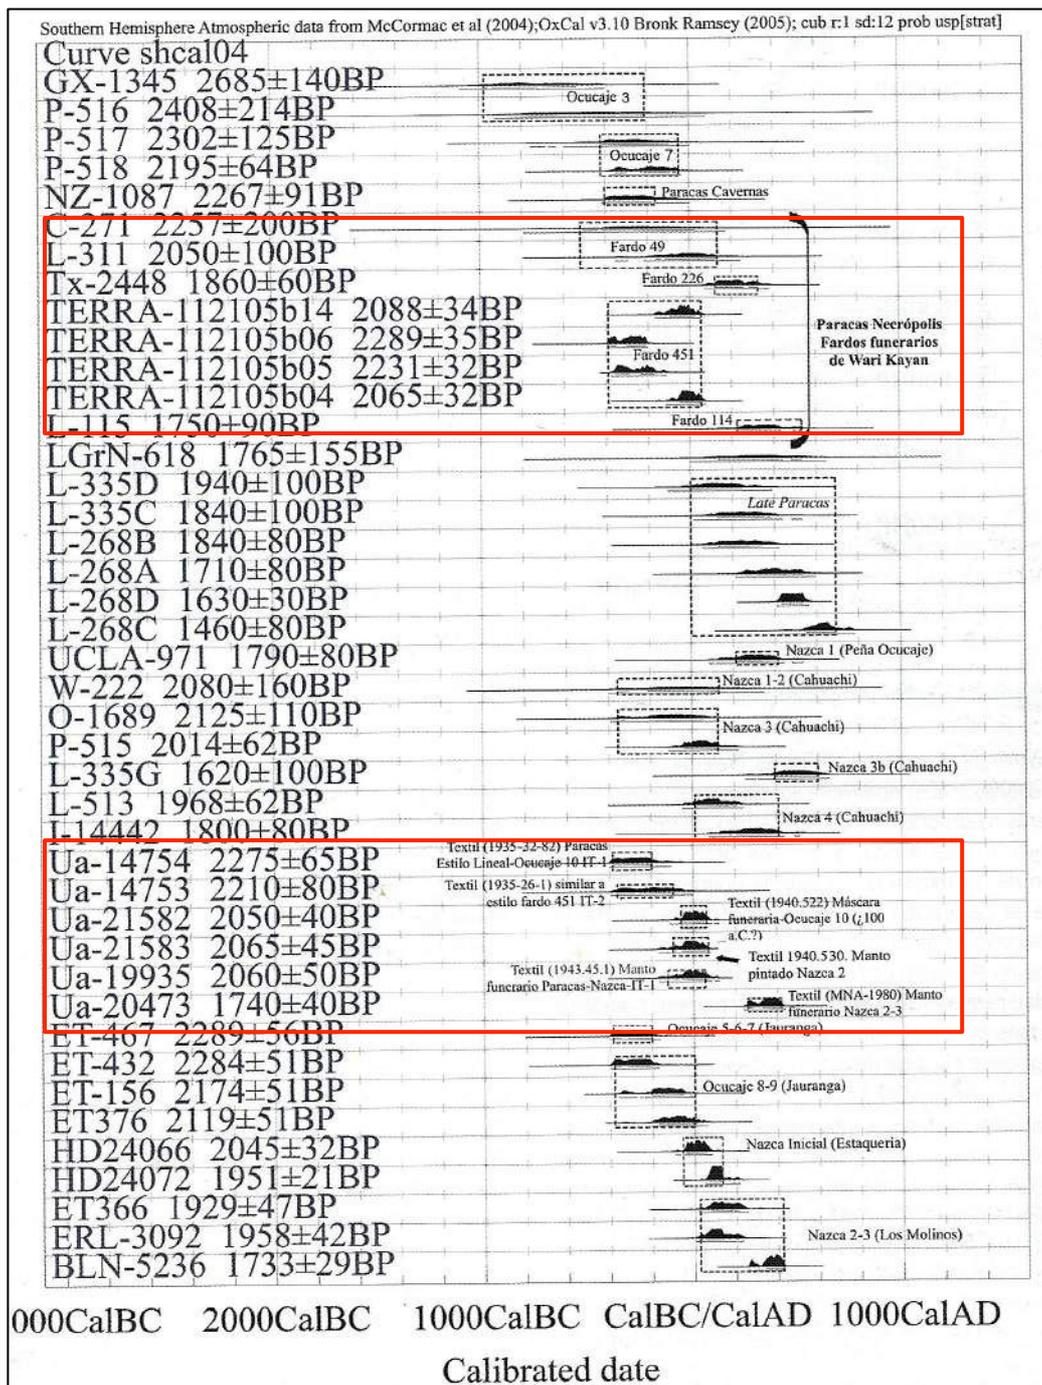 Southern Hemisphere Atmospheric data from McCormac et al (2004);OxCal v3.10 Bronk Ramsey (2005); cub r:1 sd:12 prob usp[strat]
Curve shcal04
GX-1345 2685±140BP
Ocucaje 3
P-516 2408±214BP
P-517 2302±125BP
Ocucaje 7
P-518 2195±64BP
NZ-1087 2267±91BP Paracas Cavernas
C-271 2257±200BP
Fardo 49
L-311 2050±100BP
Tx-2448 1860±60BP Fardo 226
TERRA-112105b14 2088±34BP
TERRA-112105b06 2289±35BP
Fardo 451
TERRA-112105b05 2231±32BP
TERRA-112105b04 2065±32BP
Paracas Necrópolis
Fardos funerarios
de Wari Kayan
L-115 1750±90BP Fardo 114
LGrN-618 1765±155BP
L-335D 1940±100BP
Late Paracas
L-335C 1840±100BP
L-268B 1840±80BP
L-268A 1710±80BP
L-268D 1630±30BP
L-268C 1460±80BP
UCLA-971 1790±80BP Nazca 1 (Peña Ocucaje)
W-222 2080±160BP Nazca 1-2 (Cahuachi)
O-1689 2125±110BP
Nazca 3 (Cahuachi)
P-515 2014±62BP
L-335G 1620±100BP Nazca 3b (Cahuachi)
L-513 1968±62BP
Nazca 4 (Cahuachi)
I-14442 1800±80BP
Ua-14754 2275±65BP
Textil (1935-32-82) Paracas
Estilo Lineal-Ocucaje 10 IT-1
Ua-14753 2210±80BP
Textil (1935-26-1) similar a
estilo fardo 451 IT-2
Ua-21582 2050±40BP
Textil (1940.522) Máscara
funeraria-Ocucaje 10 (¿100
a.C.?)
Ua-21583 2065±45BP
Textil 1940.530. Manto
pintado Nazca 2
Ua-19935 2060±50BP
Textil (1943.45.1) Manto
funerario Paracas-Nazca-IT-1
Ua-20473 1740±40BP
Textil (MNA-1980) Manto
funerario Nazca 2-3
ET-467 2289±56BP Ocucaje 5-6-7 (Jauranga)
ET-432 2284±51BP
ET-156 2174±51BP Ocucaje 8-9 (Jauranga)
ET376 2119±51BP
HD24066 2045±32BP Nazca Inicial (Estaqueria)
HD24072 1951±21BP
ET366 1929±47BP
ERL-3092 1958±42BP Nazca 2-3 (Los Molinos)
BLN-5236 1733±29BP
000CalBC 2000CalBC 1000CalBC CalBC/CalAD 1000CalAD
Calibrated date